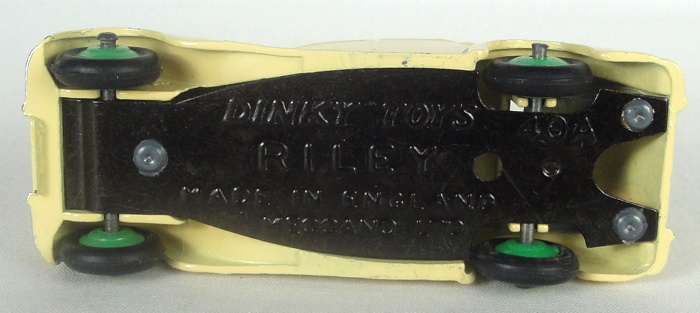 DINKY TOYS 40A
RILEY
MADE IN ENGLAND
MECCANO LTD